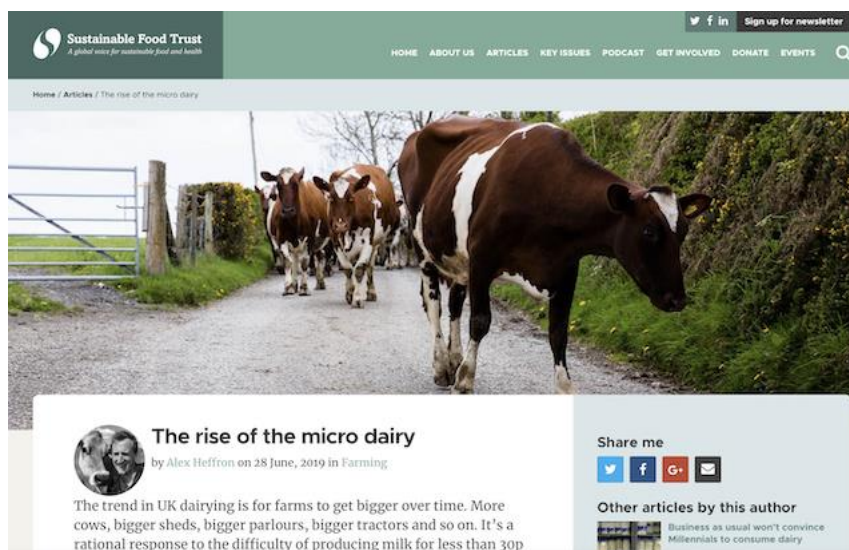 Sign up for newsletter
Sustainable Food Trust
A global voice for sustainable food and health
HOME ABOUT US ARTICLES KEY ISSUES PODCAST GET INVOLVED DONATE EVENTS
Home / Articles / The rise of the micro dairy
The rise of the micro dairy
by Alex Heffron on 28 June, 2019 in Farming
The trend in UK dairying is for farms to get bigger over time. More
cows, bigger sheds, bigger parlours, bigger tractors and so on. It's a
rational response to the difficulty of producing milk for less than 30p
Share me
G+
Other articles by this author
Business as usual won't convince
Millennials to consume dairy